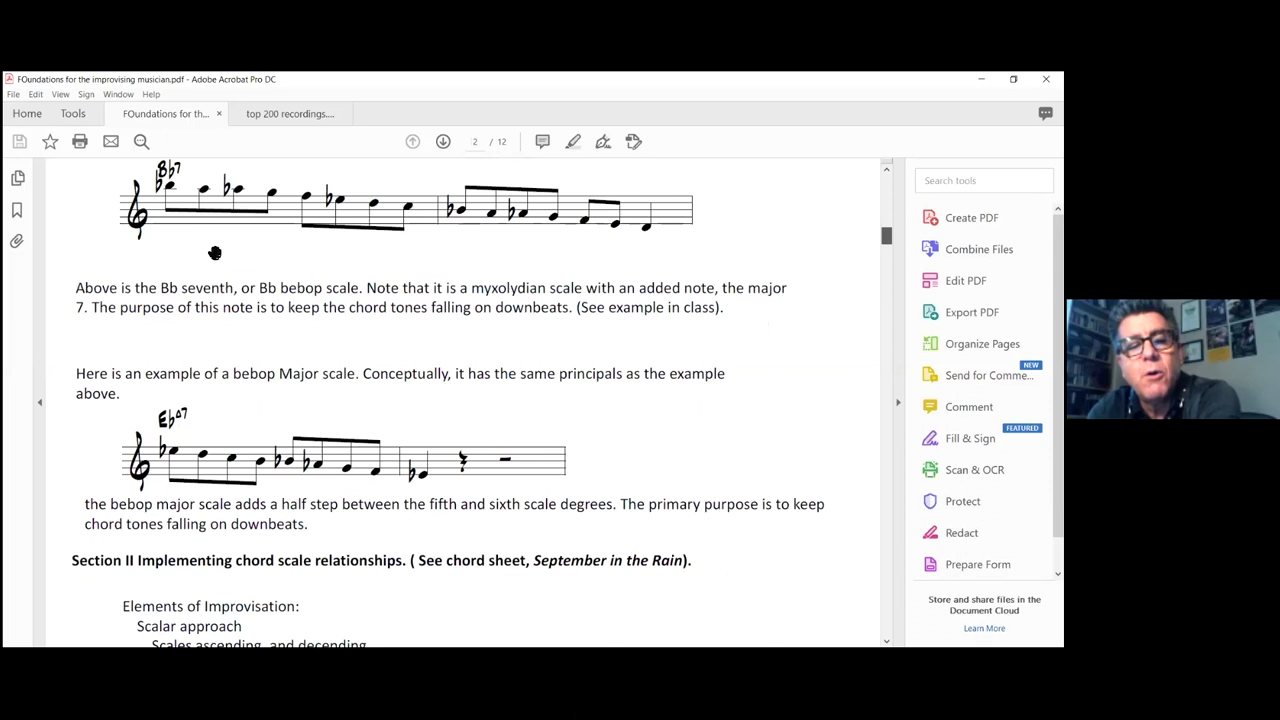 FOundations for the improvising musician.pdf - Adobe Acrobat Pro DC
File Edit View Sign Window Help
Home Tools FOundations for th... × top 200 recordings....
2 / 12
Search tools
Bb7
Above is the Bb seventh, or Bb bebop scale. Note that it is a myxolydian scale with an added note, the major
7. The purpose of this note is to keep the chord tones falling on downbeats. (See example in class).
Here is an example of a bebop Major scale. Conceptually, it has the same principals as the example
above.
EbΔ7
the bebop major scale adds a half step between the fifth and sixth scale degrees. The primary purpose is to keep
chord tones falling on downbeats.
Section II Implementing chord scale relationships. ( See chord sheet, September in the Rain).
Elements of Improvisation:
Scalar approach
Scales ascending, and decending
Create PDF
Combine Files
Edit PDF
Export PDF
Organize Pages
NEW
Send for Comme...
Comment
FEATURED
Fill & Sign
Scan & OCR
Protect
Redact
Prepare Form
Store and share files in the
Document Cloud
Learn More